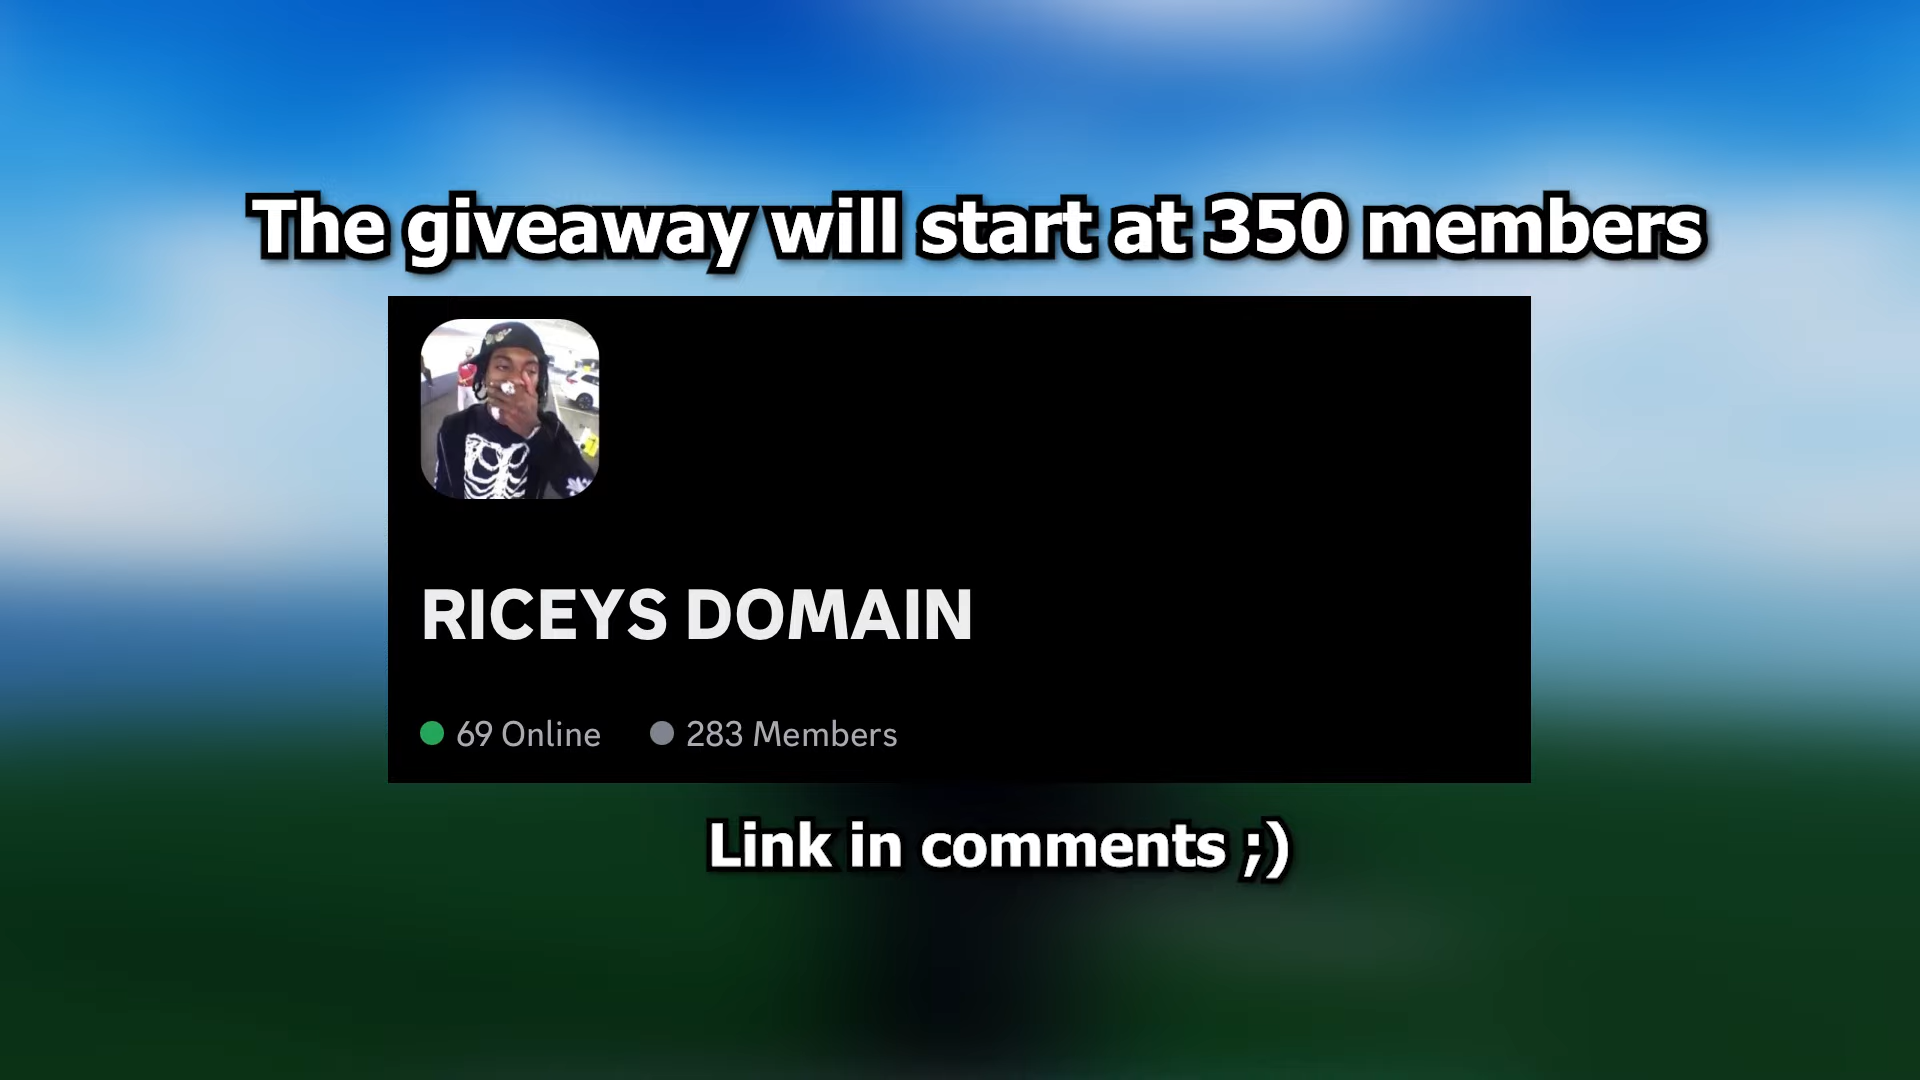 The giveaway will start at 350 members
RICEYS DOMAIN
69 Online 283 Members
Link in comments ;)